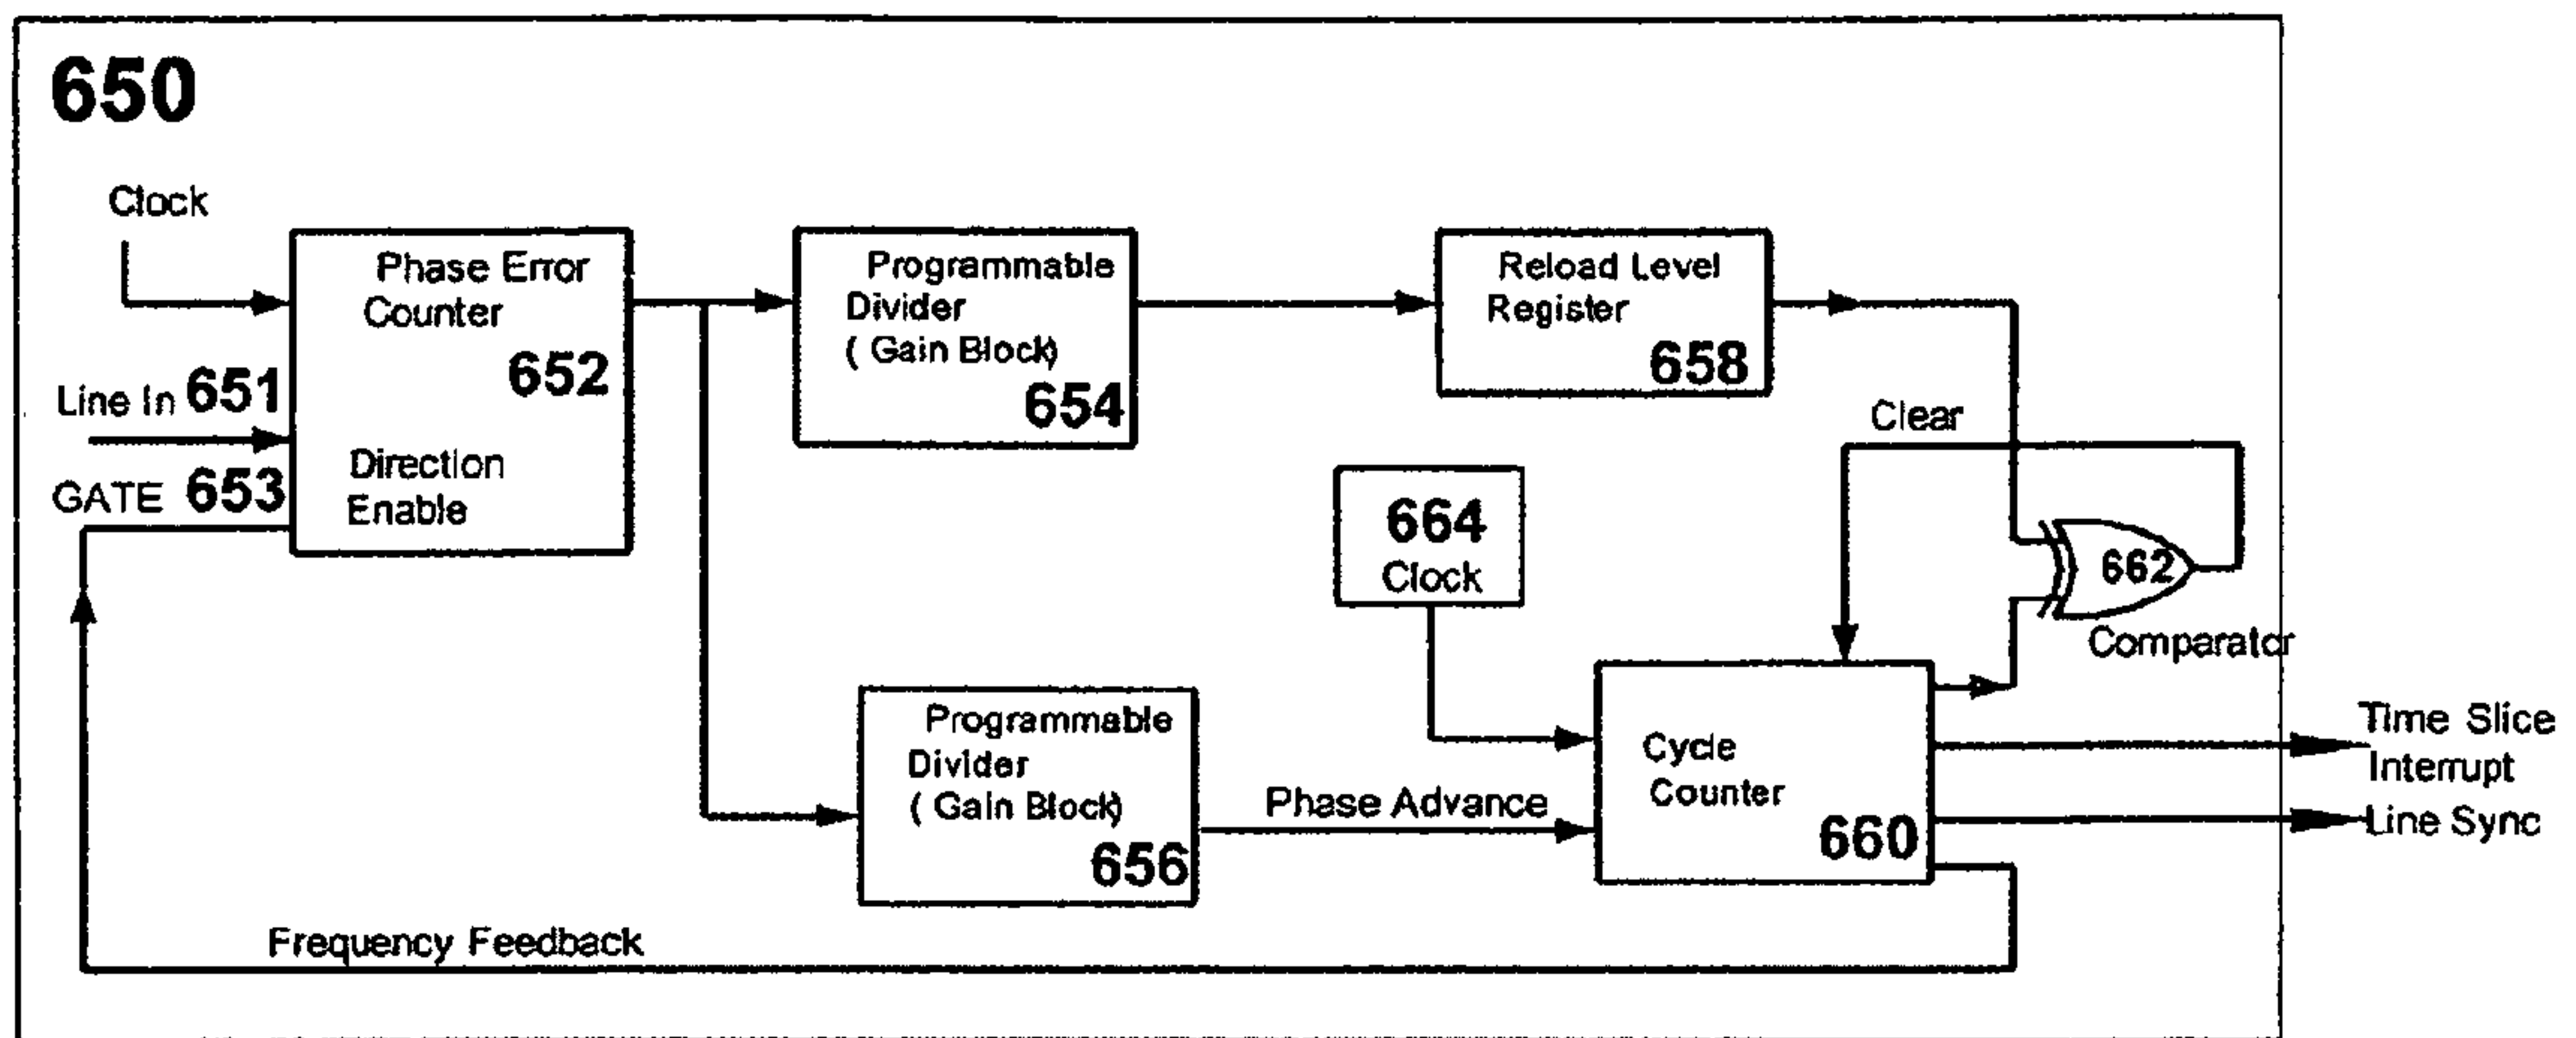 650
Clock
Phase Error
Counter
652
Line In 651
GATE 653
Direction
Enable
Programmable
Divider
( Gain Block)
654
Reload Level
Register
658
Clear
664
Clock
662
Comparator
Programmable
Divider
( Gain Block)
656
Phase Advance
Cycle
Counter
660
Time Slice
Interrupt
Line Sync
Frequency Feedback